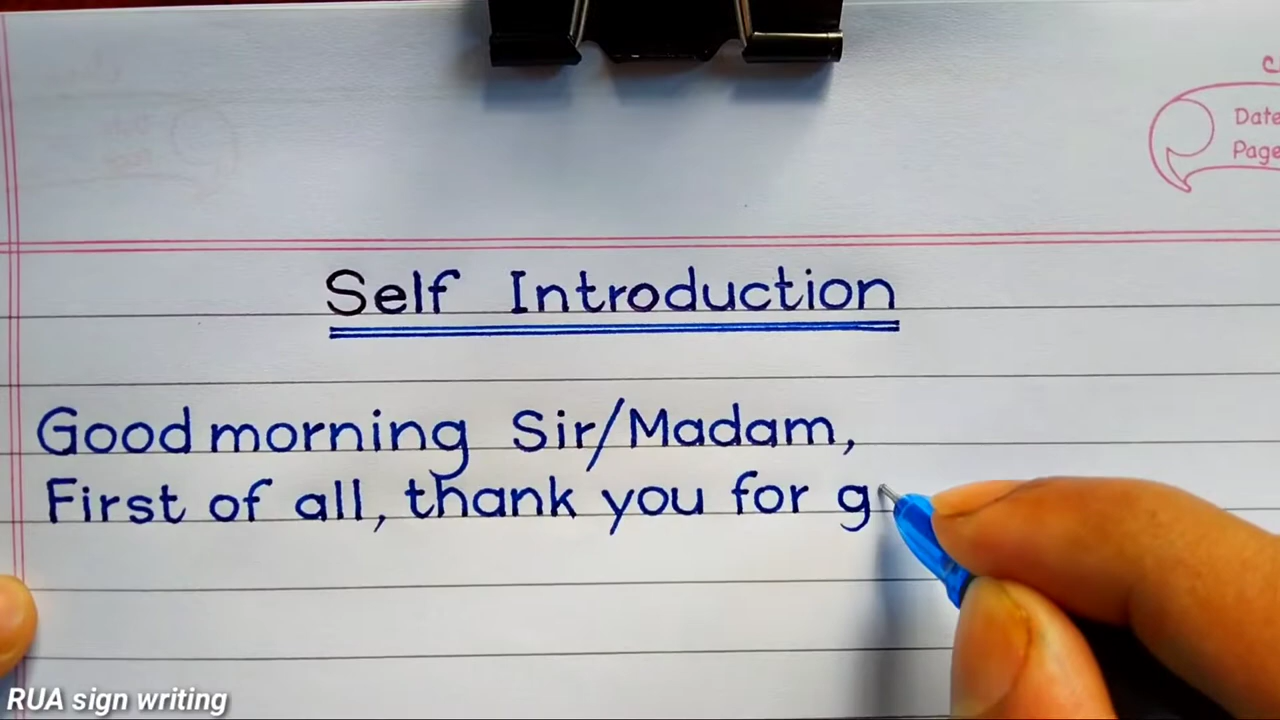 C
Date
Page
Self Introduction
Good morning Sir/Madam,
First of all, thank you for g
RUA sign writing